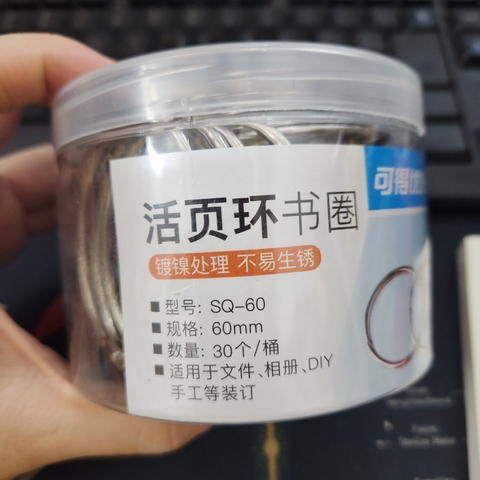 可得优
活页环书圈
镀镍处理 不易生锈
■型号: SQ-60
■规格: 60mm
■数量: 30个/桶
■适用于文件、相册、DIY
手工等装订